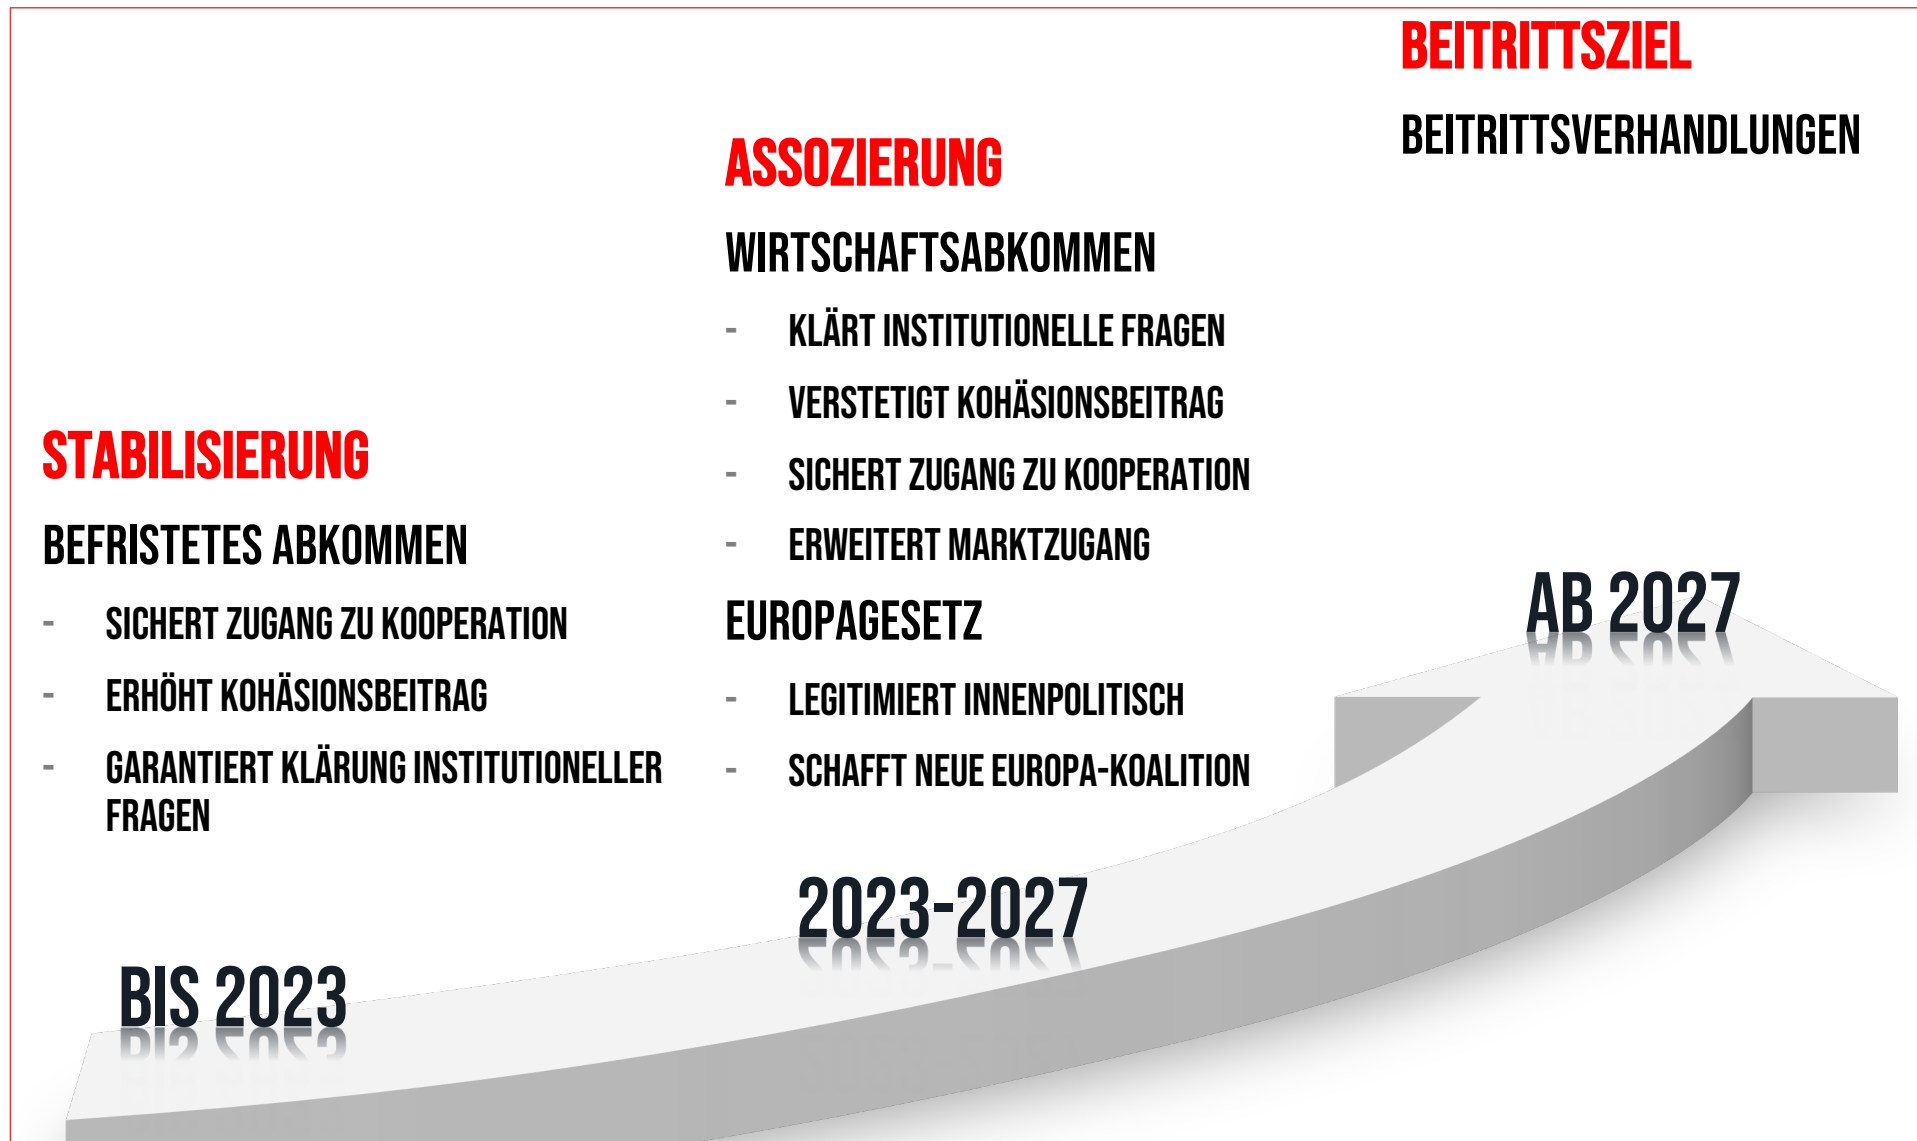 STABILISIERUNG
BEFRISTETES ABKOMMEN
- SICHERT ZUGANG ZU KOOPERATION
- ERHÖHT KOHÄSIONSBEITRAG
- GARANTIERT KLÄRUNG INSTITUTIONELLER
FRAGEN
BIS 2023
ASSOZIERUNG
WIRTSCHAFTSABKOMMEN
- KLÄRT INSTITUTIONELLE FRAGEN
- VERSTETIGT KOHÄSIONSBEITRAG
- SICHERT ZUGANG ZU KOOPERATION
- ERWEITERT MARKTZUGANG
EUROPAGESETZ
- LEGITIMIERT INNENPOLITISCH
- SCHAFFT NEUE EUROPA-KOALITION
2023-2027
BEITRITTSZIEL
BEITRITTSVERHANDLUNGEN
AB 2027